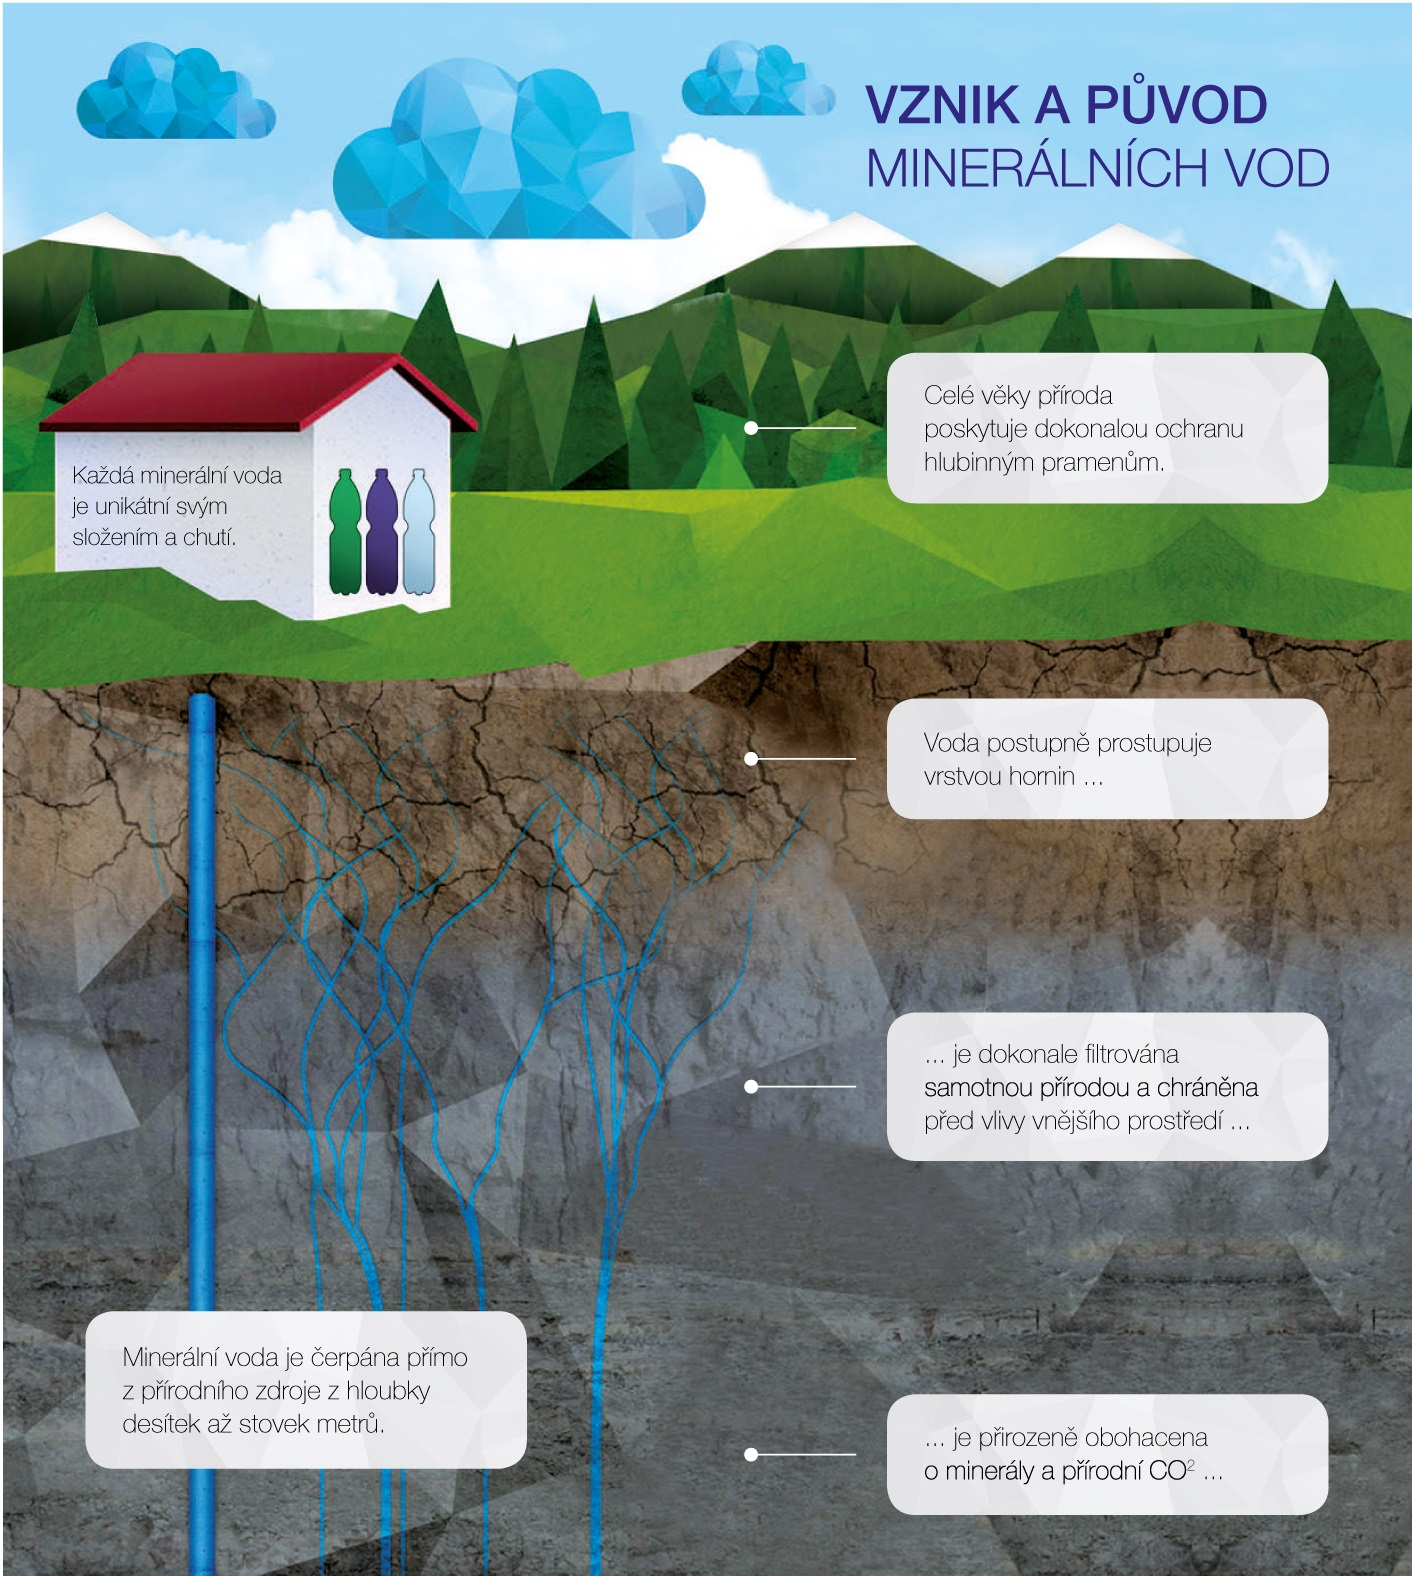 VZNIK A PŮVOD
MINERÁLNÍCH VOD
Celé věky příroda
poskytuje dokonalou ochranu
hlubinným pramenům.
Každá minerální voda
je unikátní svým
složením a chutí.
Voda postupně prostupuje
vrstvou hornin ...
... je dokonale filtrována
samotnou přírodou a chráněna
před vlivy vnějšího prostředí ...
Minerální voda je čerpána přímo
z přírodního zdroje z hloubky
desítek až stovek metrů.
... je přirozeně obohacena
o minerály a přírodní CO² ...